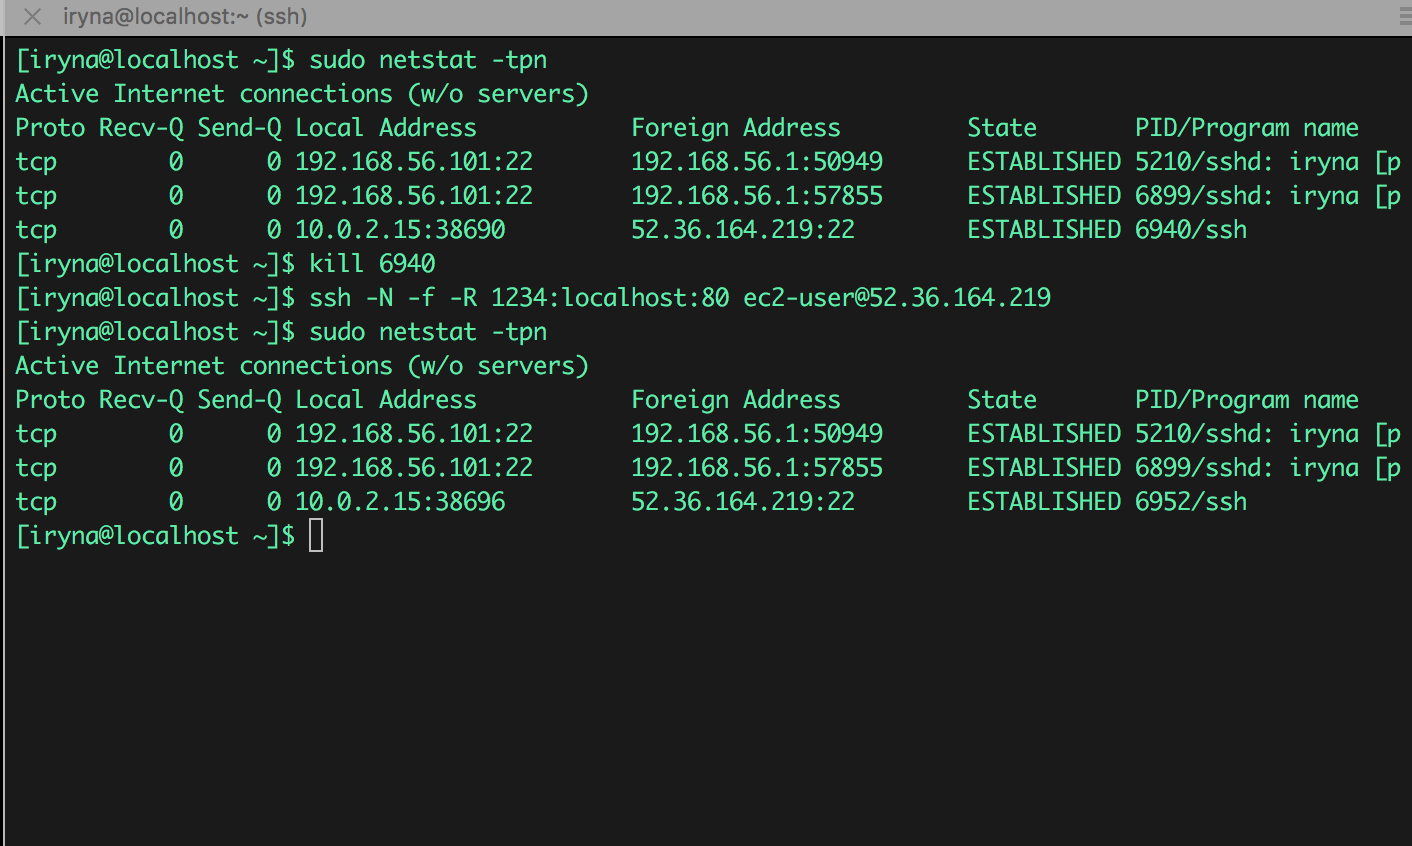 iryna@localhost:~ (ssh)
[iryna@localhost ~]$ sudo netstat -tpn
Active Internet connections (w/o servers)
Proto Recv-Q Send-Q Local Address           Foreign Address         State       PID/Program name
tcp        0      0 192.168.56.101:22       192.168.56.1:50949      ESTABLISHED 5210/sshd: iryna [p
tcp        0      0 192.168.56.101:22       192.168.56.1:57855      ESTABLISHED 6899/sshd: iryna [p
tcp        0      0 10.0.2.15:38690         52.36.164.219:22        ESTABLISHED 6940/ssh
[iryna@localhost ~]$ kill 6940
[iryna@localhost ~]$ ssh -N -f -R 1234:localhost:80 ec2-user@52.36.164.219
[iryna@localhost ~]$ sudo netstat -tpn
Active Internet connections (w/o servers)
Proto Recv-Q Send-Q Local Address           Foreign Address         State       PID/Program name
tcp        0      0 192.168.56.101:22       192.168.56.1:50949      ESTABLISHED 5210/sshd: iryna [p
tcp        0      0 192.168.56.101:22       192.168.56.1:57855      ESTABLISHED 6899/sshd: iryna [p
tcp        0      0 10.0.2.15:38696         52.36.164.219:22        ESTABLISHED 6952/ssh
[iryna@localhost ~]$